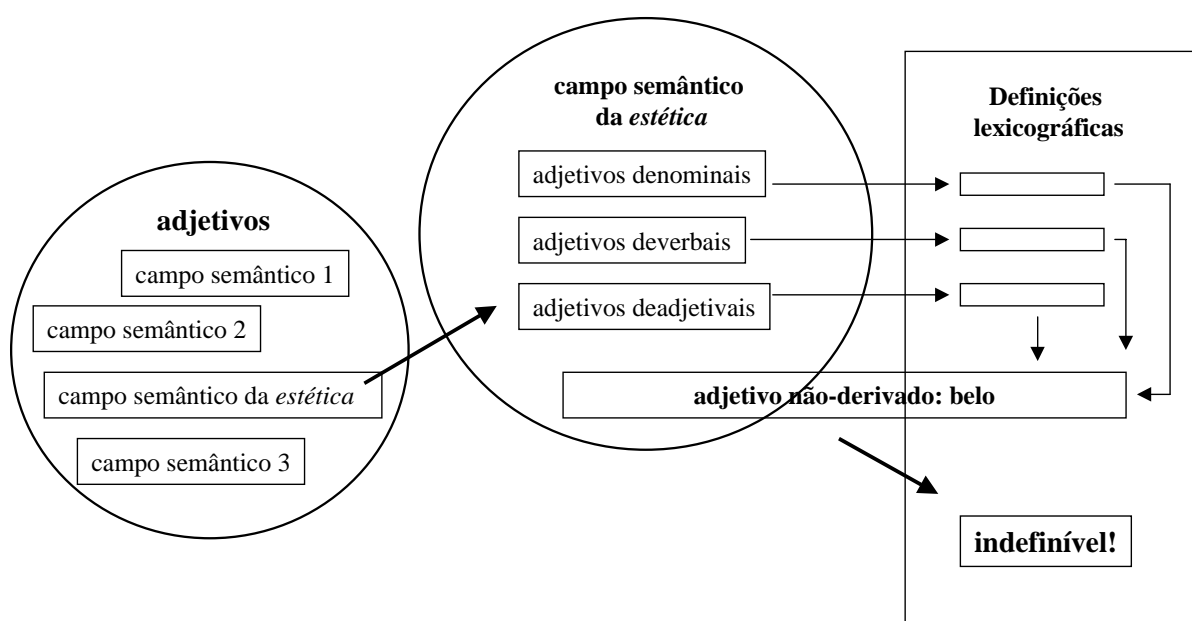 adjetivos
campo semântico 1
campo semântico 2
campo semântico da estética
campo semântico 3
campo semântico
da estética
adjetivos denominais
adjetivos deverbais
adjetivos deadjetivais
adjetivo não-derivado: belo
Definições
lexicográficas
indefinível!